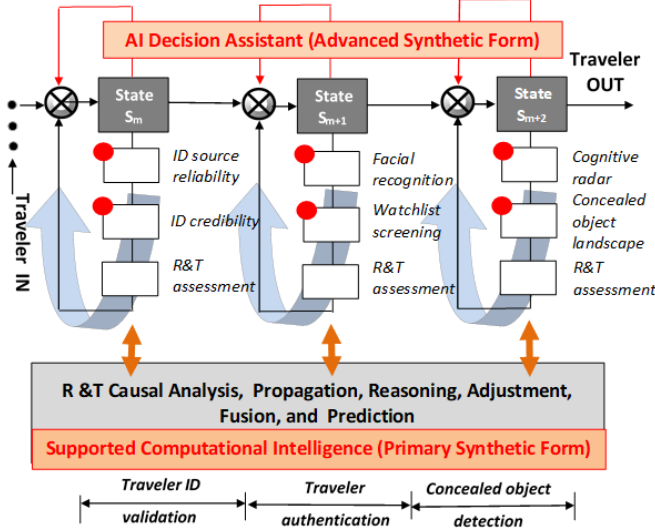 AI Decision Assistant (Advanced Synthetic Form)
Traveler
OUT
State
Sm
State
Sm+1
State
Sm+2
Traveler IN
ID source
reliability
ID credibility
R&T
assessment
Facial
recognition
Watchlist
screening
R&T
assessment
Cognitive
radar
Concealed
object
landscape
R&T
assessment
R &T Causal Analysis, Propagation, Reasoning, Adjustment,
Fusion, and Prediction
Supported Computational Intelligence (Primary Synthetic Form)
Traveler ID
validation
Traveler
authentication
Concealed object
detection